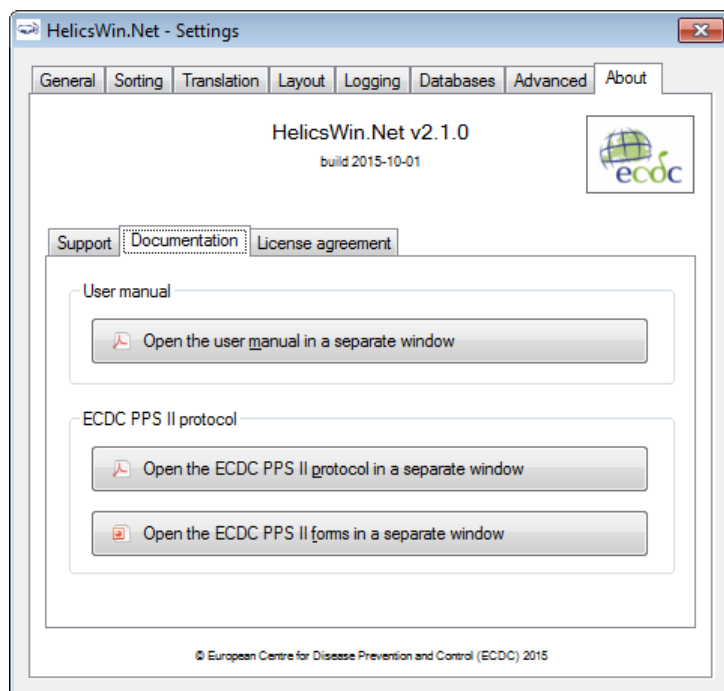 HelicsWin.Net - Settings
General Sorting Translation Layout Logging Databases Advanced About
HelicsWin.Net v2.1.0
build 2015-10-01
ecdc
Support Documentation License agreement
User manual
Open the user manual in a separate window
ECDC PPS II protocol
Open the ECDC PPS II protocol in a separate window
Open the ECDC PPS II forms in a separate window
© European Centre for Disease Prevention and Control (ECDC) 2015